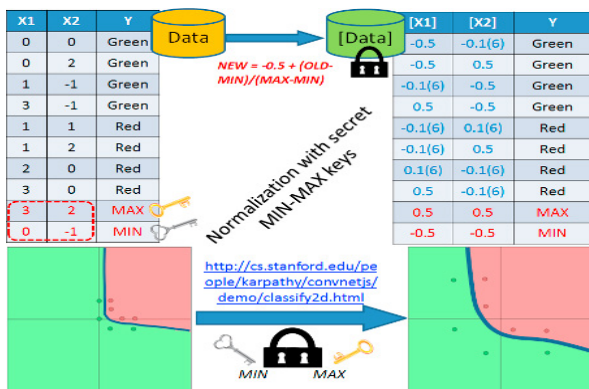 X1 X2 Y
0 0 Green
0 2 Green
1 -1 Green
3 -1 Green
1 1 Red
1 2 Red
2 0 Red
3 0 Red
3 2 MAX
0 -1 MIN
Data
[Data]
NEW = -0.5 + (OLD-
MIN)/(MAX-MIN)
Normalization with secret
MIN-MAX keys
[X1] [X2] Y
-0.5 -0.1(6) Green
-0.5 0.5 Green
-0.1(6) -0.5 Green
0.5 -0.5 Green
-0.1(6) 0.1(6) Red
-0.1(6) 0.5 Red
0.1(6) -0.1(6) Red
0.5 -0.1(6) Red
0.5 0.5 MAX
-0.5 -0.5 MIN
http://cs.stanford.edu/pe
ople/karpathy/convnetjs/
demo/classify2d.html
MIN MAX